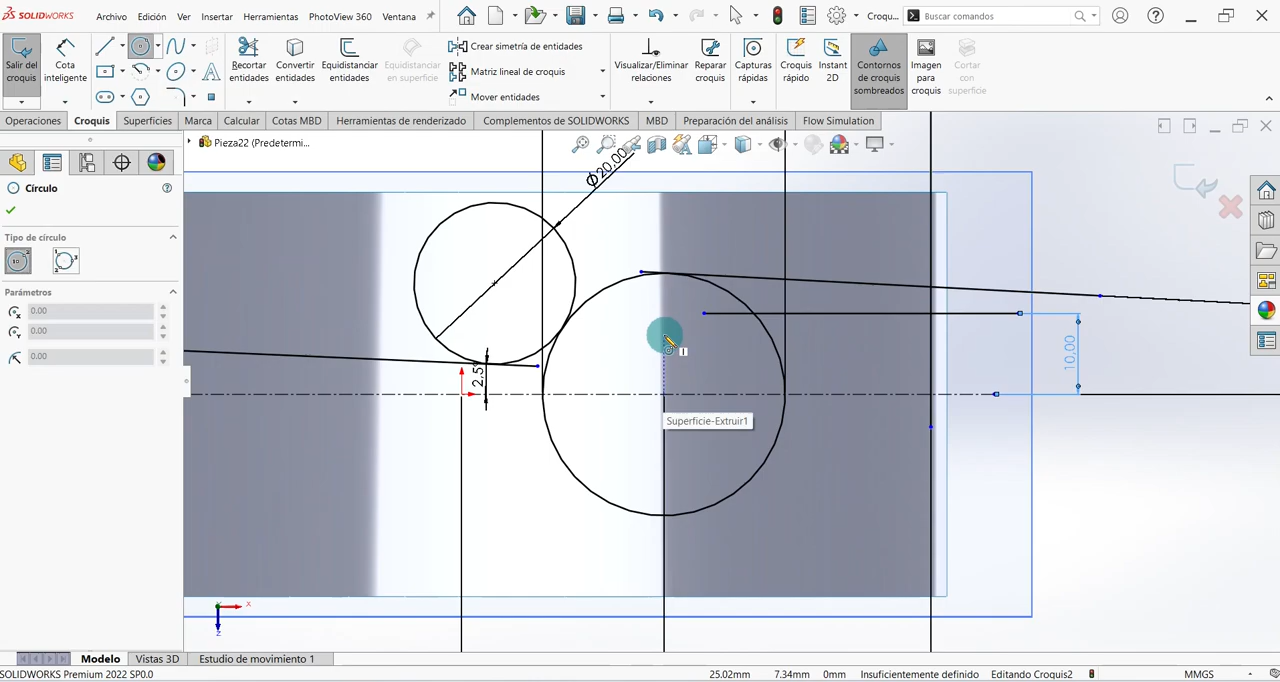 SOLIDWORKS
Archivo
Edición
Ver
Insertar
Herramientas
PhotoView 360
Ventana
Croqu...
Buscar comandos
Salir del croquis
Cota inteligente
Recortar entidades
Convertir entidades
Equidistanciar entidades
Equidistanciar en superficie
Crear simetría de entidades
Matriz lineal de croquis
Mover entidades
Visualizar/Eliminar relaciones
Reparar croquis
Capturas rápidas
Croquis rápido
Instant 2D
Contornos de croquis sombreados
Imagen para croquis
Cortar con superficie
Operaciones
Croquis
Superficies
Marca
Calcular
Cotas MBD
Herramientas de renderizado
Complementos de SOLIDWORKS
MBD
Preparación del análisis
Flow Simulation
Pieza22 (Predetermi...
Círculo
Tipo de círculo
Parámetros
0.00
0.00
0.00
Φ20,00
10,00
Superficie-Extruir1
X
Z
Modelo
Vistas 3D
Estudio de movimiento 1
SOLIDWORKS Premium 2022 SP0.0
25.02mm
7.34mm
0mm
Insuficientemente definido
Editando Croquis2
MMGS